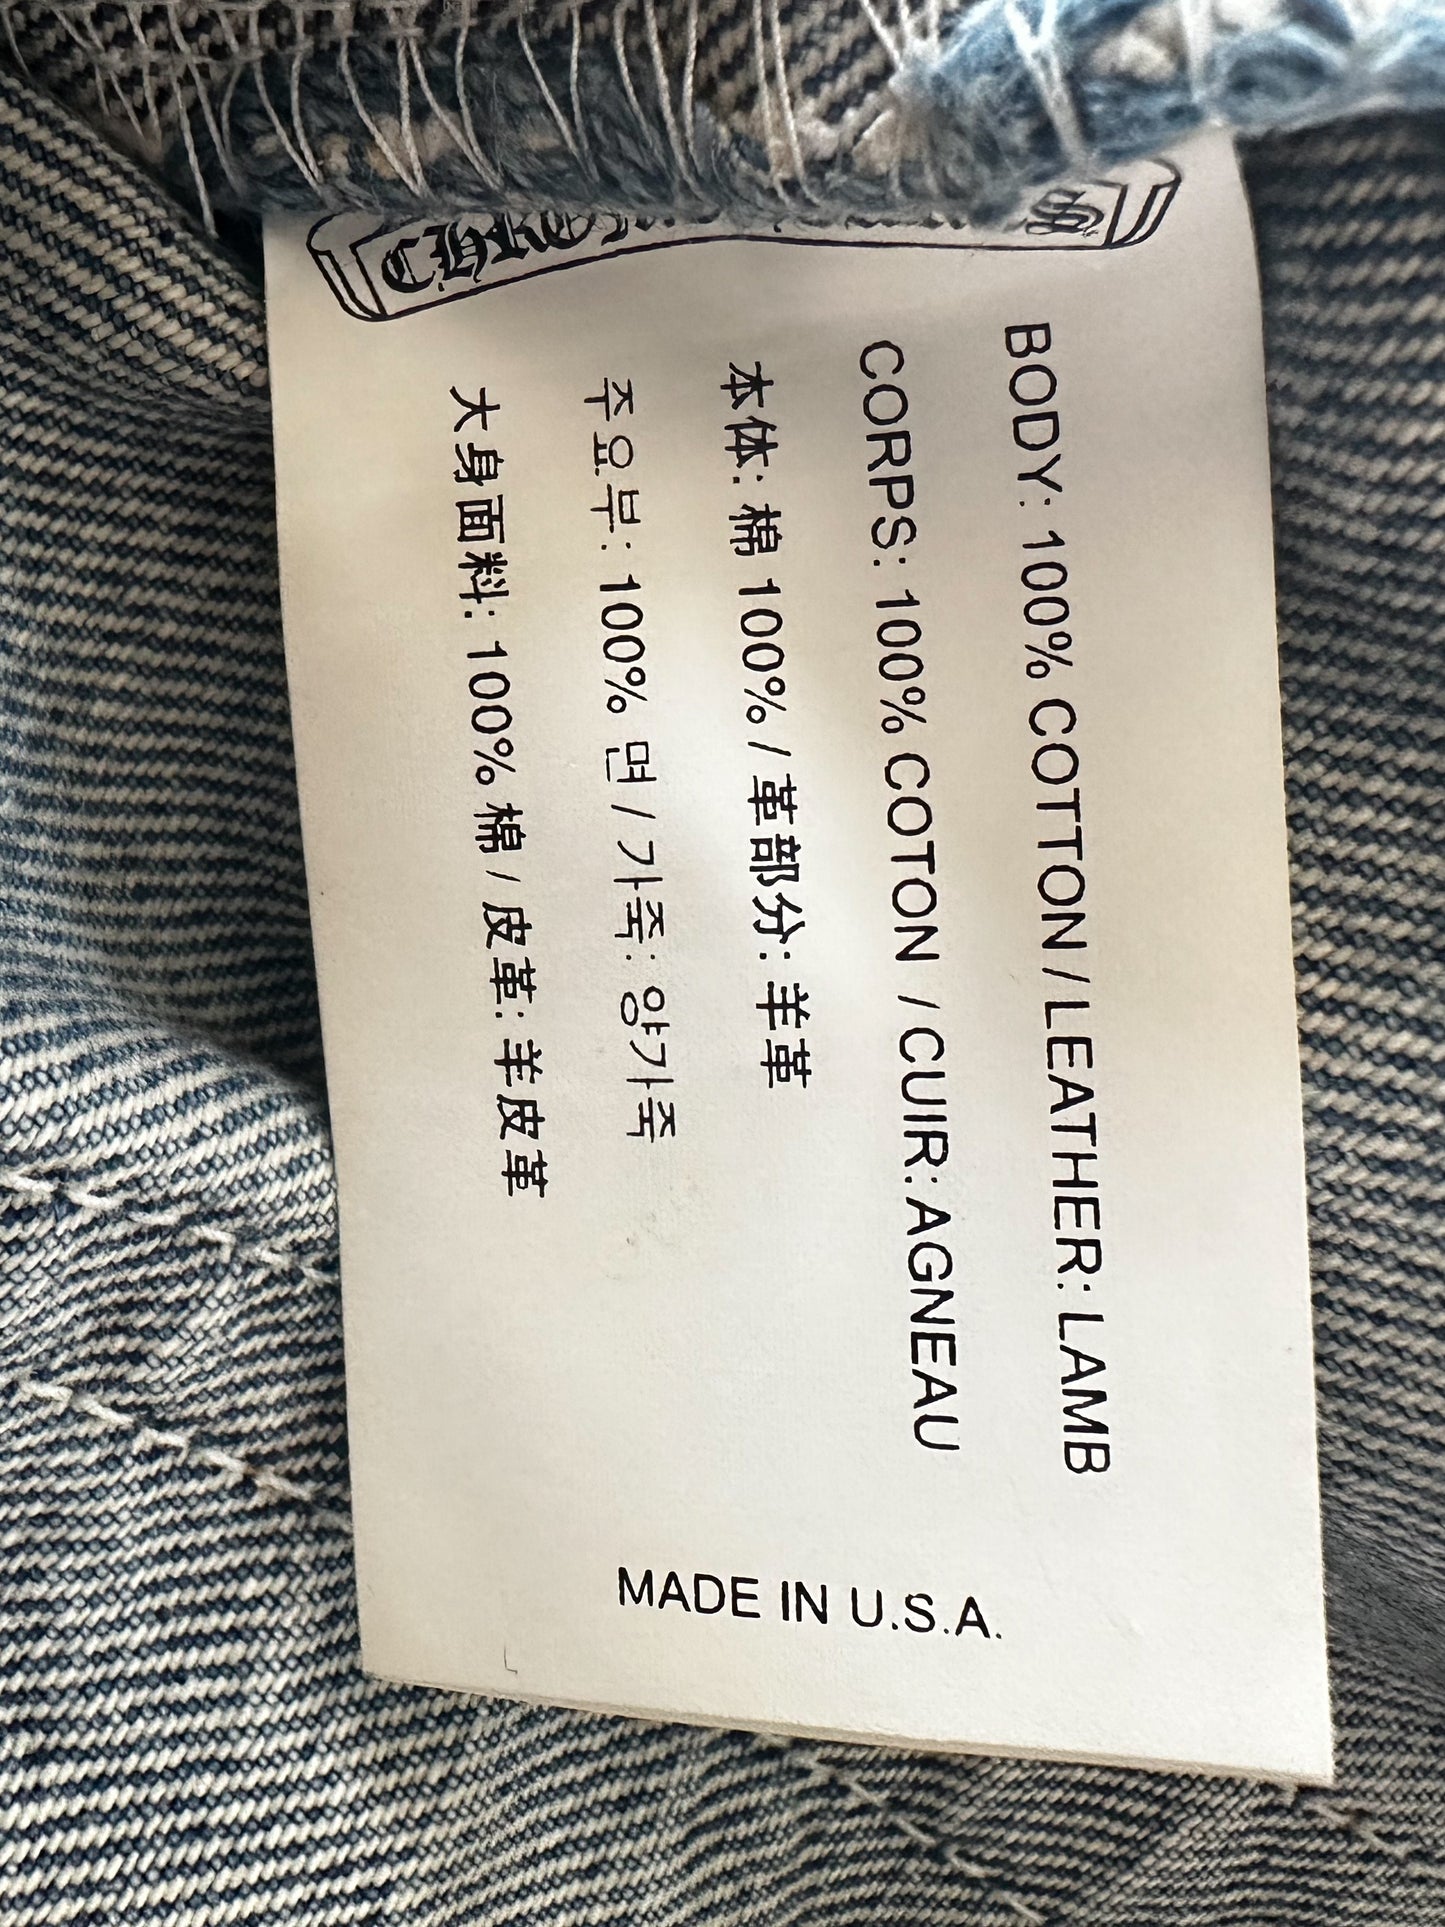 CHRO
BODY: 100% COTTON / LEATHER: LAMB
CORPS: 100% COTON / CUIR: AGNEAU
本体: 棉 100% / 革部分: 羊革
주요부: 100% 면 / 가죽: 양가죽
大身面料: 100% 棉 / 皮革: 羊皮革
MADE IN U.S.A.